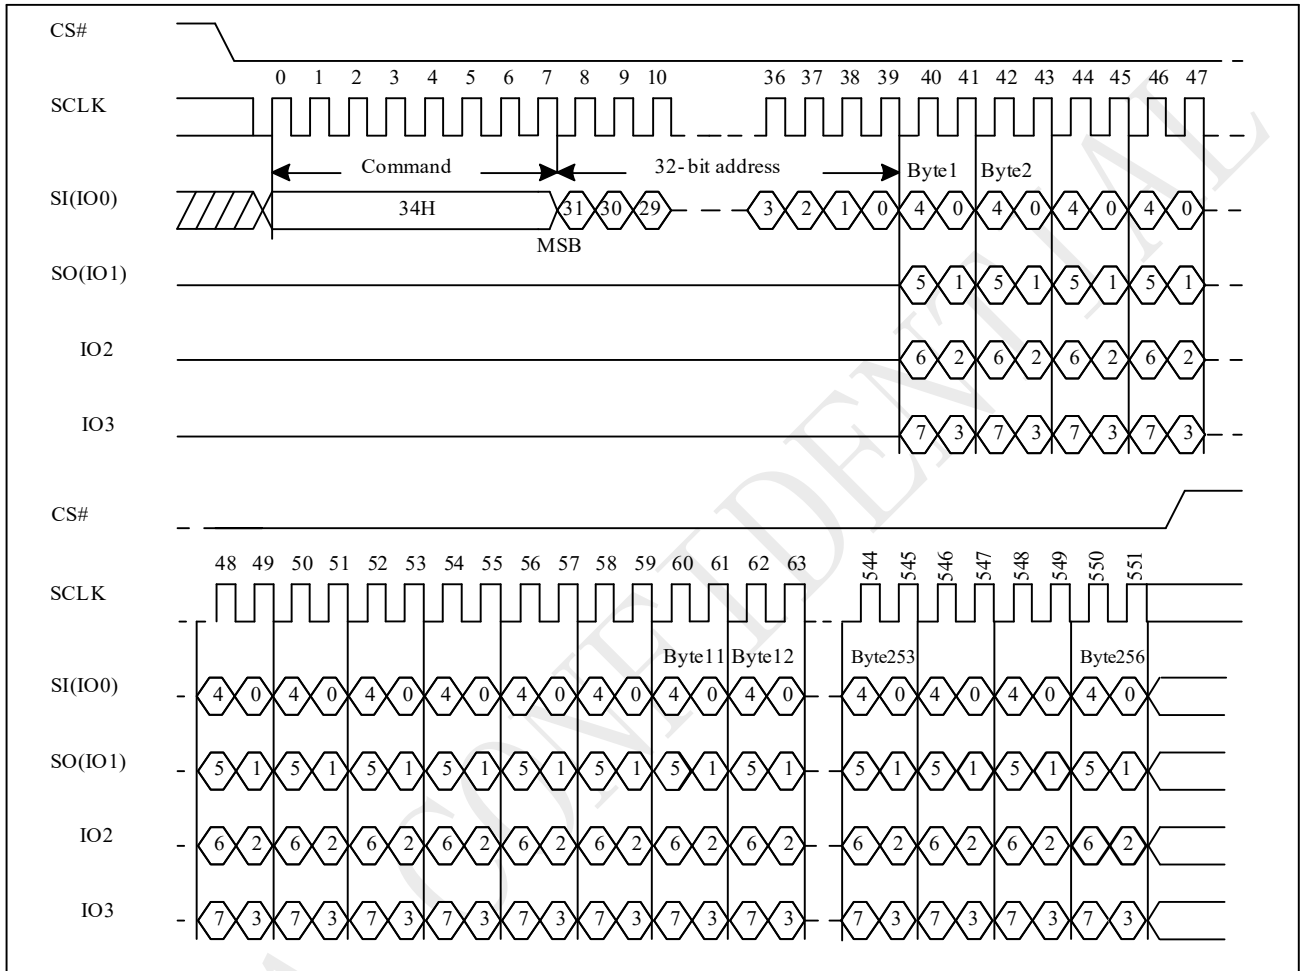 CS#
0 1 2 3 4 5 6 7 8 9 10 36 37 38 39 40 41 42 43 44 45 46 47
SCLK
Command 32-bit address Byte1 Byte2
SI(IO0) 34H 31 30 29 3 2 1 0 4 0 4 0 4 0 4 0
MSB
SO(IO1) 5 1 5 1 5 1 5 1
IO2 6 2 6 2 6 2 6 2
IO3 7 3 7 3 7 3 7 3
CS#
48 49 50 51 52 53 54 55 56 57 58 59 60 61 62 63 544 545 546 547 548 549 550 551
SCLK
Byte11 Byte12 Byte253 Byte256
SI(IO0) 4 0 4 0 4 0 4 0 4 0 4 0 4 0 4 0 4 0 4 0 4 0 4 0
SO(IO1) 5 1 5 1 5 1 5 1 5 1 5 1 5 1 5 1 5 1 5 1 5 1 5 1
IO2 6 2 6 2 6 2 6 2 6 2 6 2 6 2 6 2 6 2 6 2 6 2 6 2
IO3 7 3 7 3 7 3 7 3 7 3 7 3 7 3 7 3 7 3 7 3 7 3 7 3
CONFIDENTIAL